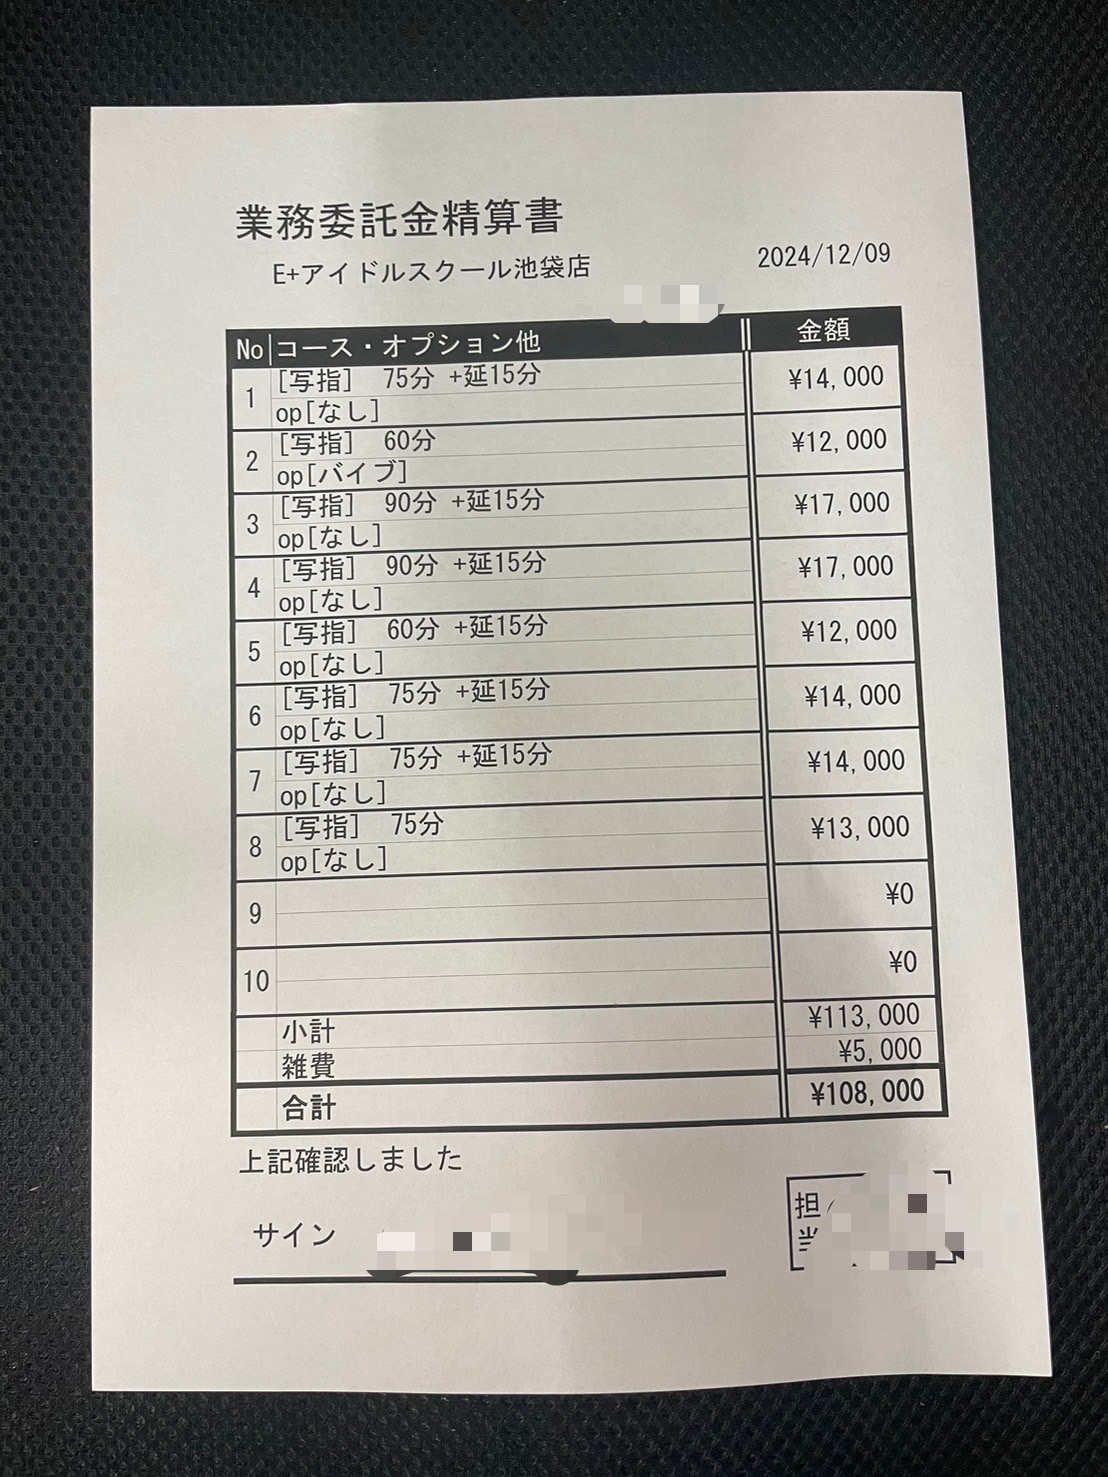 業務委託金精算書
E+アイドルスクール池袋店
2024/12/09
No コース・オプション他 金額
1 [写指] 75分 +延15分 ¥14,000
op[なし]
2 [写指] 60分 ¥12,000
op[バイブ]
3 [写指] 90分 +延15分 ¥17,000
op[なし]
4 [写指] 90分 +延15分 ¥17,000
op[なし]
5 [写指] 60分 +延15分 ¥12,000
op[なし]
6 [写指] 75分 +延15分 ¥14,000
op[なし]
7 [写指] 75分 +延15分 ¥14,000
op[なし]
8 [写指] 75分 ¥13,000
op[なし]
9 ¥0
10 ¥0
小計 ¥113,000
雑費 ¥5,000
合計 ¥108,000
上記確認しました
サイン
担当